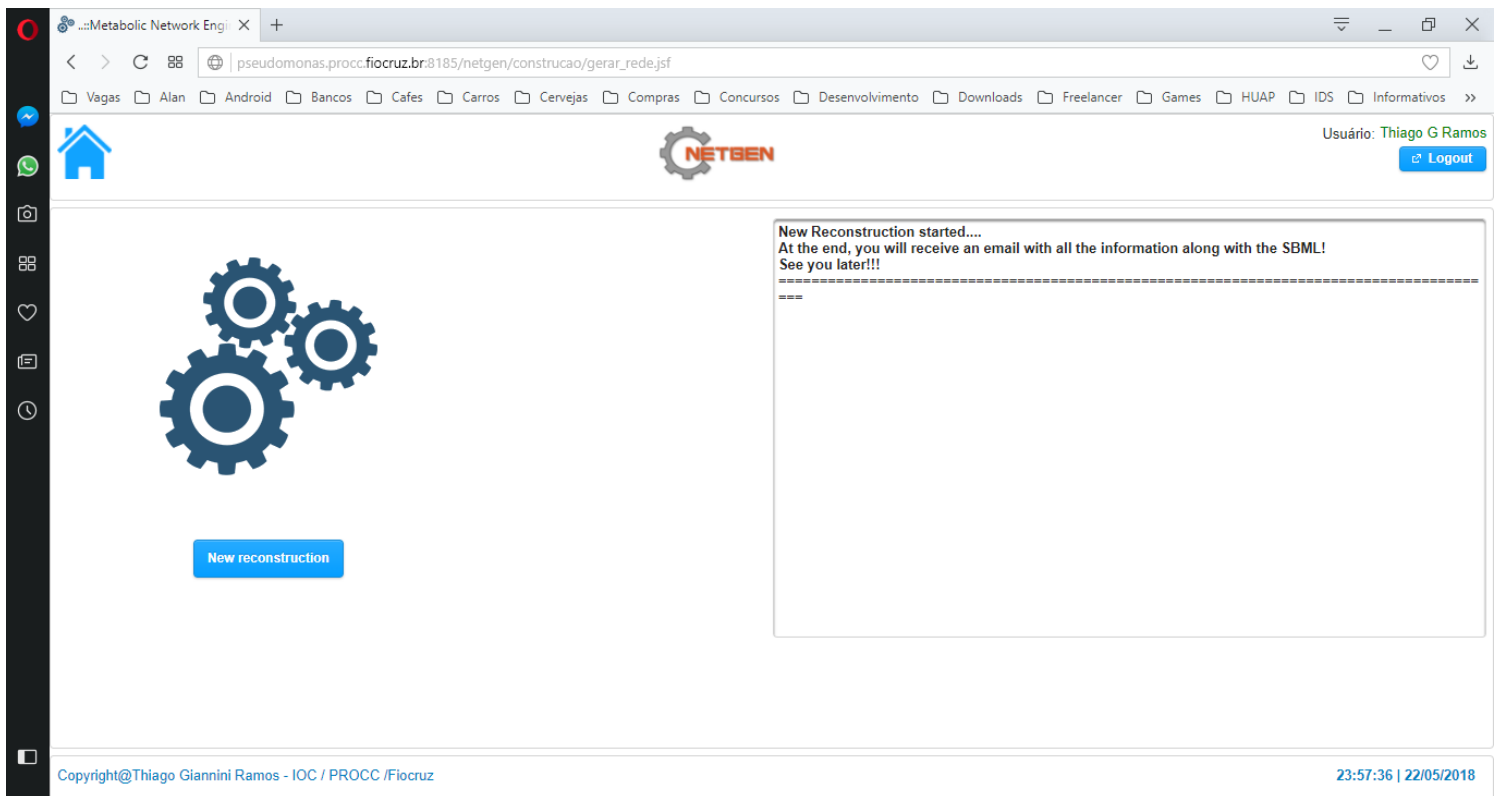 ..::Metabolic Network Engi
pseudomonas.procc.fiocruz.br:8185/netgen/construcao/gerar_rede.jsf
Vagas Alan Android Bancos Cafes Carros Cervejas Compras Concursos Desenvolvimento Downloads Freelancer Games HUAP IDS Informativos »
NETGEN
Usuário: Thiago G Ramos
Logout
New Reconstruction started....
At the end, you will receive an email with all the information along with the SBML!
See you later!!!
=====================================================================================
===
New reconstruction
Copyright@Thiago Giannini Ramos - IOC / PROCC /Fiocruz
23:57:36 | 22/05/2018